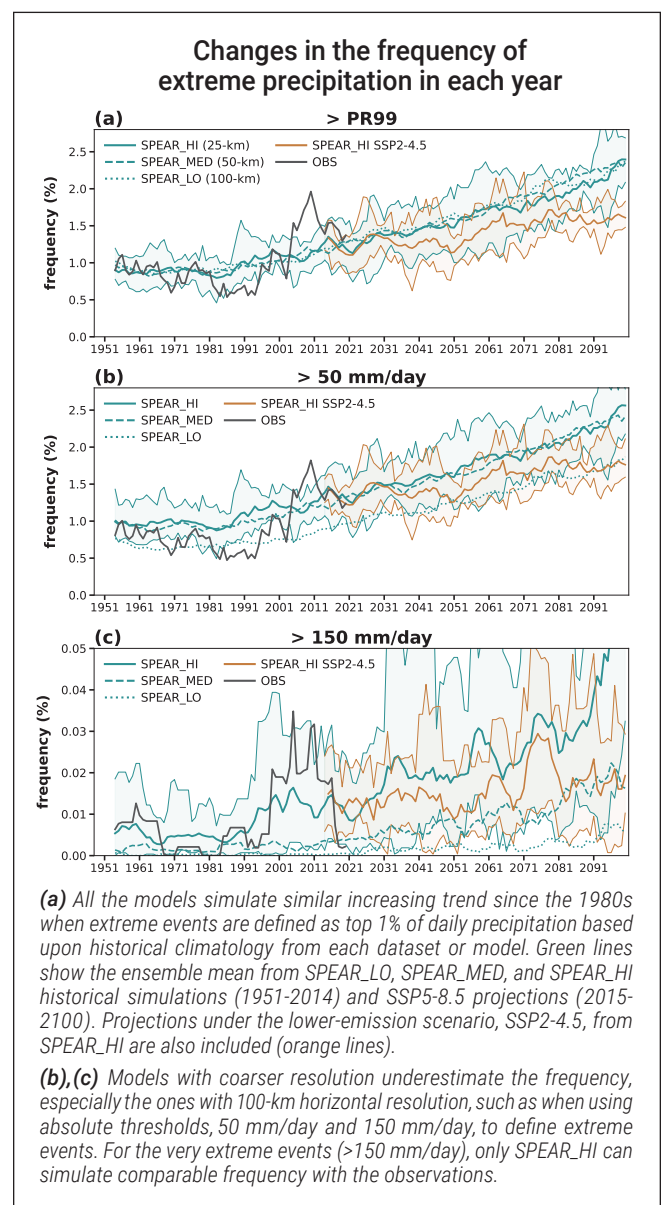 Changes in the frequency of
extreme precipitation in each year
(a) > PR99
SPEAR_HI (25-km) SPEAR_HI SSP2-4.5
SPEAR_MED (50-km) OBS
SPEAR_LO (100-km)
frequency (%)
2.5
2.0
1.5
1.0
0.5
0.0
1951 1961 1971 1981 1991 2001 2011 2021 2031 2041 2051 2061 2071 2081 2091
(b) > 50 mm/day
SPEAR_HI SPEAR_HI SSP2-4.5
SPEAR_MED OBS
SPEAR_LO
frequency (%)
2.5
2.0
1.5
1.0
0.5
0.0
1951 1961 1971 1981 1991 2001 2011 2021 2031 2041 2051 2061 2071 2081 2091
(c) > 150 mm/day
SPEAR_HI SPEAR_HI SSP2-4.5
SPEAR_MED OBS
SPEAR_LO
frequency (%)
0.05
0.04
0.03
0.02
0.01
0.00
1951 1961 1971 1981 1991 2001 2011 2021 2031 2041 2051 2061 2071 2081 2091
(a) All the models simulate similar increasing trend since the 1980s
when extreme events are defined as top 1% of daily precipitation based
upon historical climatology from each dataset or model. Green lines
show the ensemble mean from SPEAR_LO, SPEAR_MED, and SPEAR_HI
historical simulations (1951-2014) and SSP5-8.5 projections (2015-
2100). Projections under the lower-emission scenario, SSP2-4.5, from
SPEAR_HI are also included (orange lines).
(b),(c) Models with coarser resolution underestimate the frequency,
especially the ones with 100-km horizontal resolution, such as when using
absolute thresholds, 50 mm/day and 150 mm/day, to define extreme
events. For the very extreme events (>150 mm/day), only SPEAR_HI can
simulate comparable frequency with the observations.